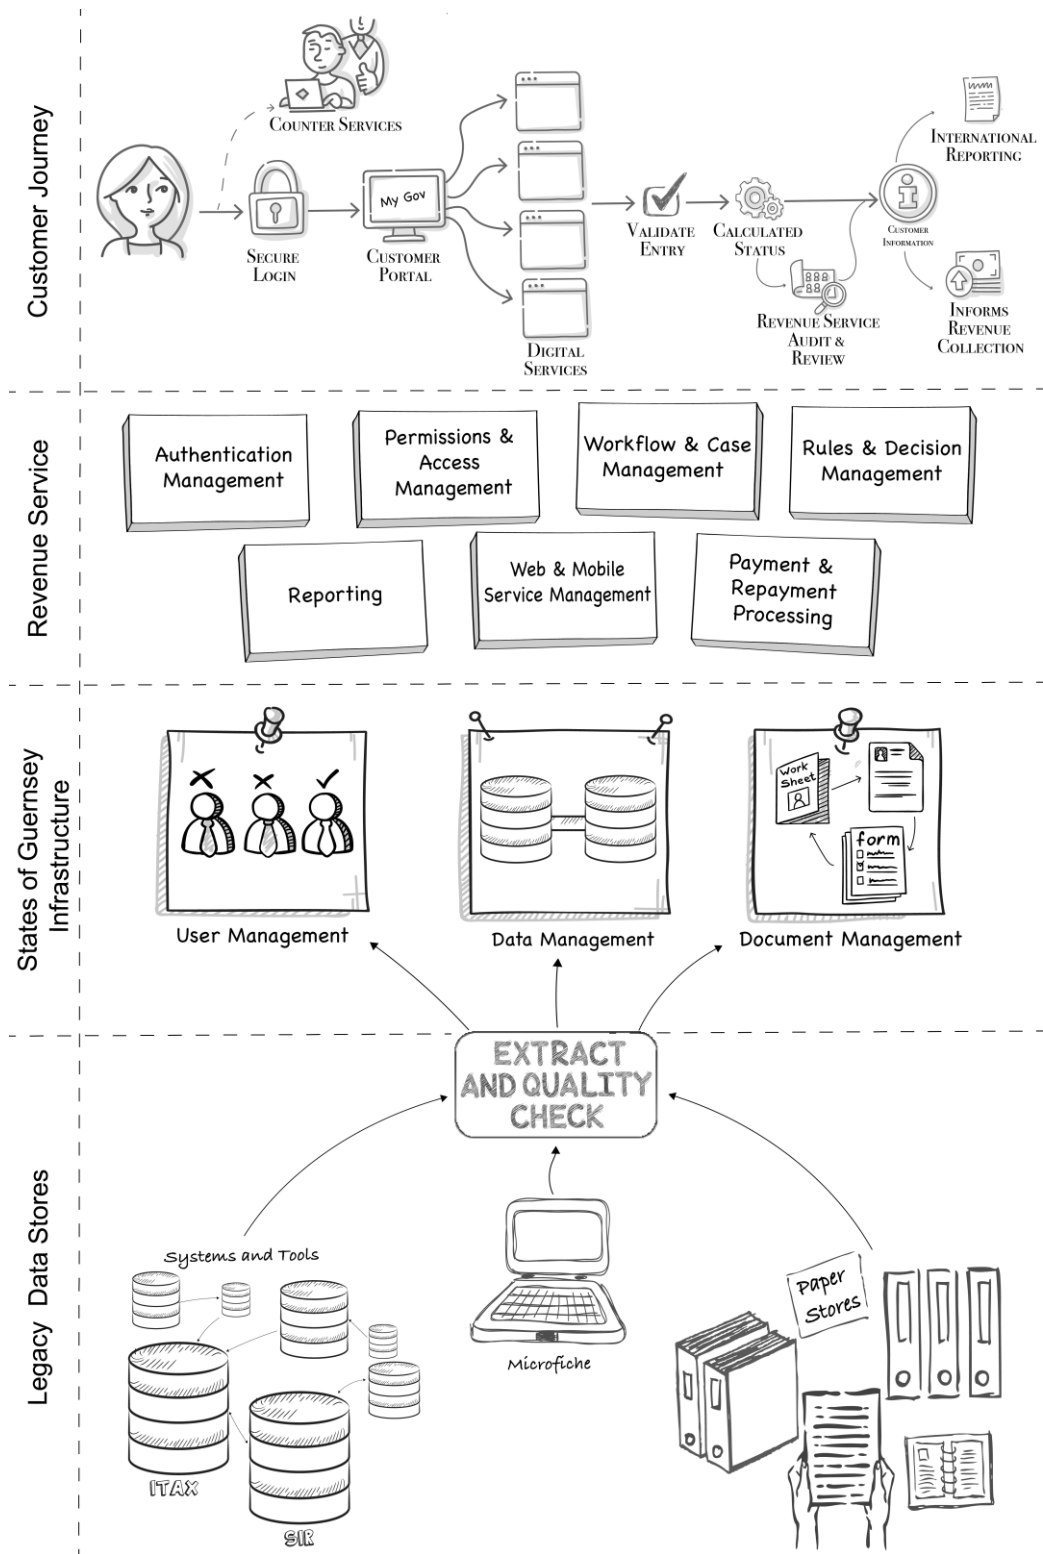 Customer Journey
COUNTER SERVICES
SECURE
LOGIN
My Gov
CUSTOMER
PORTAL
DIGITAL
SERVICES
VALIDATE
ENTRY
CALCULATED
STATUS
REVENUE SERVICE
AUDIT &
REVIEW
CUSTOMER
INFORMATION
INTERNATIONAL
REPORTING
INFORMS
REVENUE
COLLECTION
Revenue Service
Authentication
Management
Permissions &
Access
Management
Workflow & Case
Management
Rules & Decision
Management
Reporting
Web & Mobile
Service Management
Payment &
Repayment
Processing
States of Guernsey
Infrastructure
User Management
Data Management
Work
Sheet
form
Document Management
EXTRACT
AND QUALITY
CHECK
Legacy Data Stores
Systems and Tools
ITAX
SIR
Microfiche
Paper
Stores